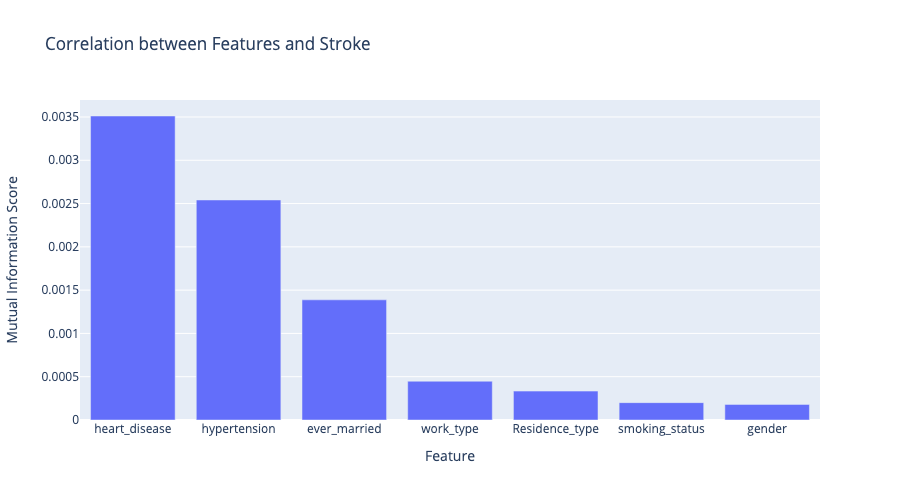 Correlation between Features and Stroke
Mutual Information Score
0.0035
0.003
0.0025
0.002
0.0015
0.001
0.0005
0
heart_disease hypertension ever_married work_type Residence_type smoking_status gender
Feature